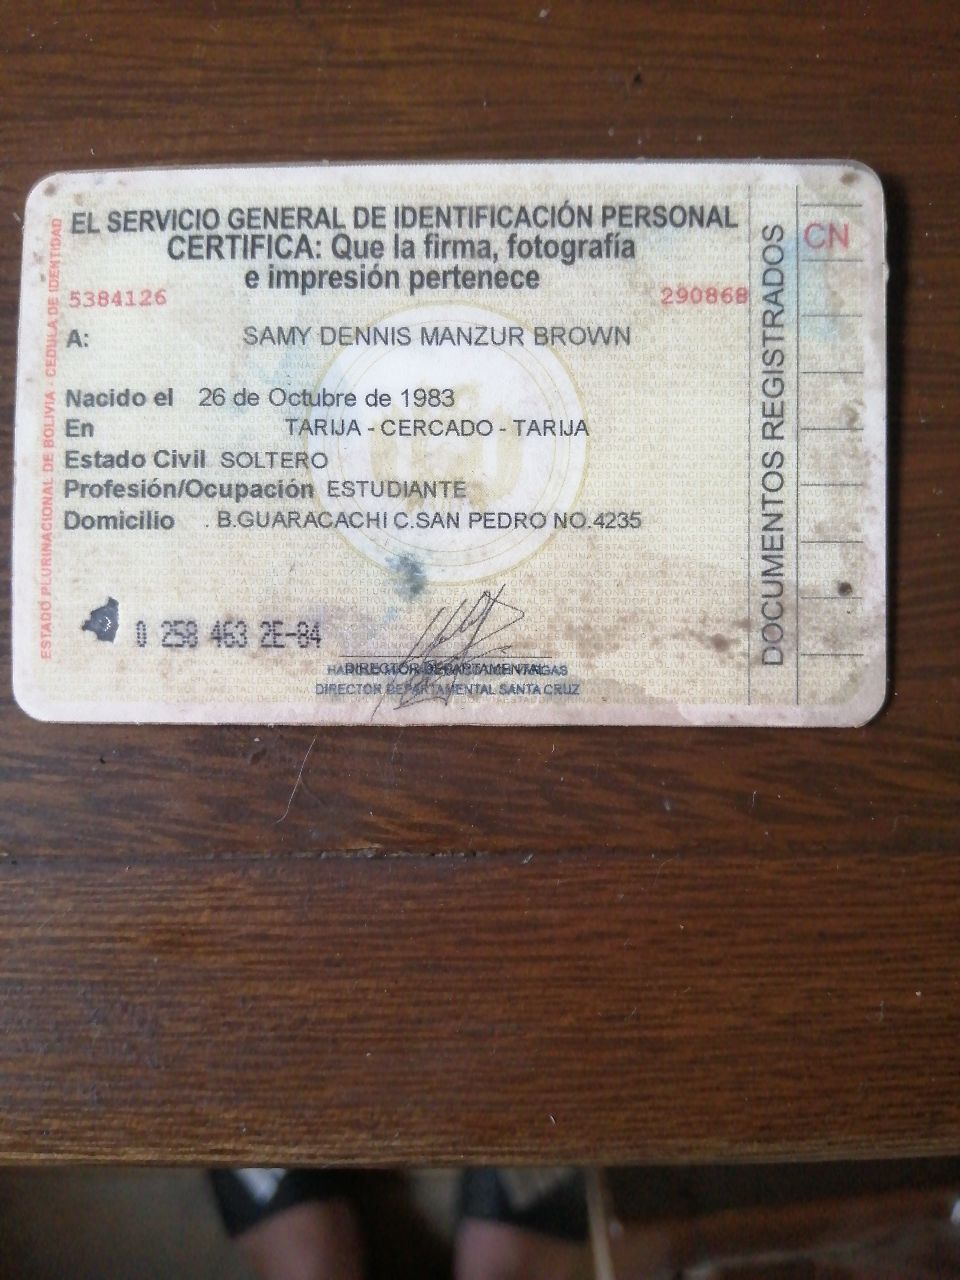 EL SERVICIO GENERAL DE IDENTIFICACIÓN PERSONAL
CERTIFICA: Que la firma, fotografía
e impresión pertenece
5384126
290868
A: SAMY DENNIS MANZUR BROWN
Nacido el 26 de Octubre de 1983
En TARIJA - CERCADO - TARIJA
Estado Civil SOLTERO
Profesión/Ocupación ESTUDIANTE
Domicilio . B.GUARACACHI C.SAN PEDRO NO.4235
0 258 463 2E-84
DIRECTOR DEPARTAMENTAL
DIRECTOR DEPARTAMENTAL SANTA CRUZ
ESTADO PLURINACIONAL DE BOLIVIA - CEDULA DE IDENTIDAD
DOCUMENTOS REGISTRADOS
CN